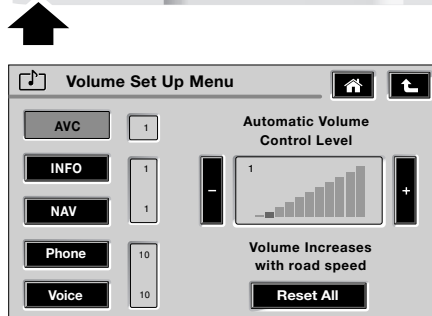 Volume Set Up Menu
AVC
1
INFO
1
NAV
1
Phone
10
Voice
10
Automatic Volume
Control Level
-
1
+
Volume Increases
with road speed
Reset All